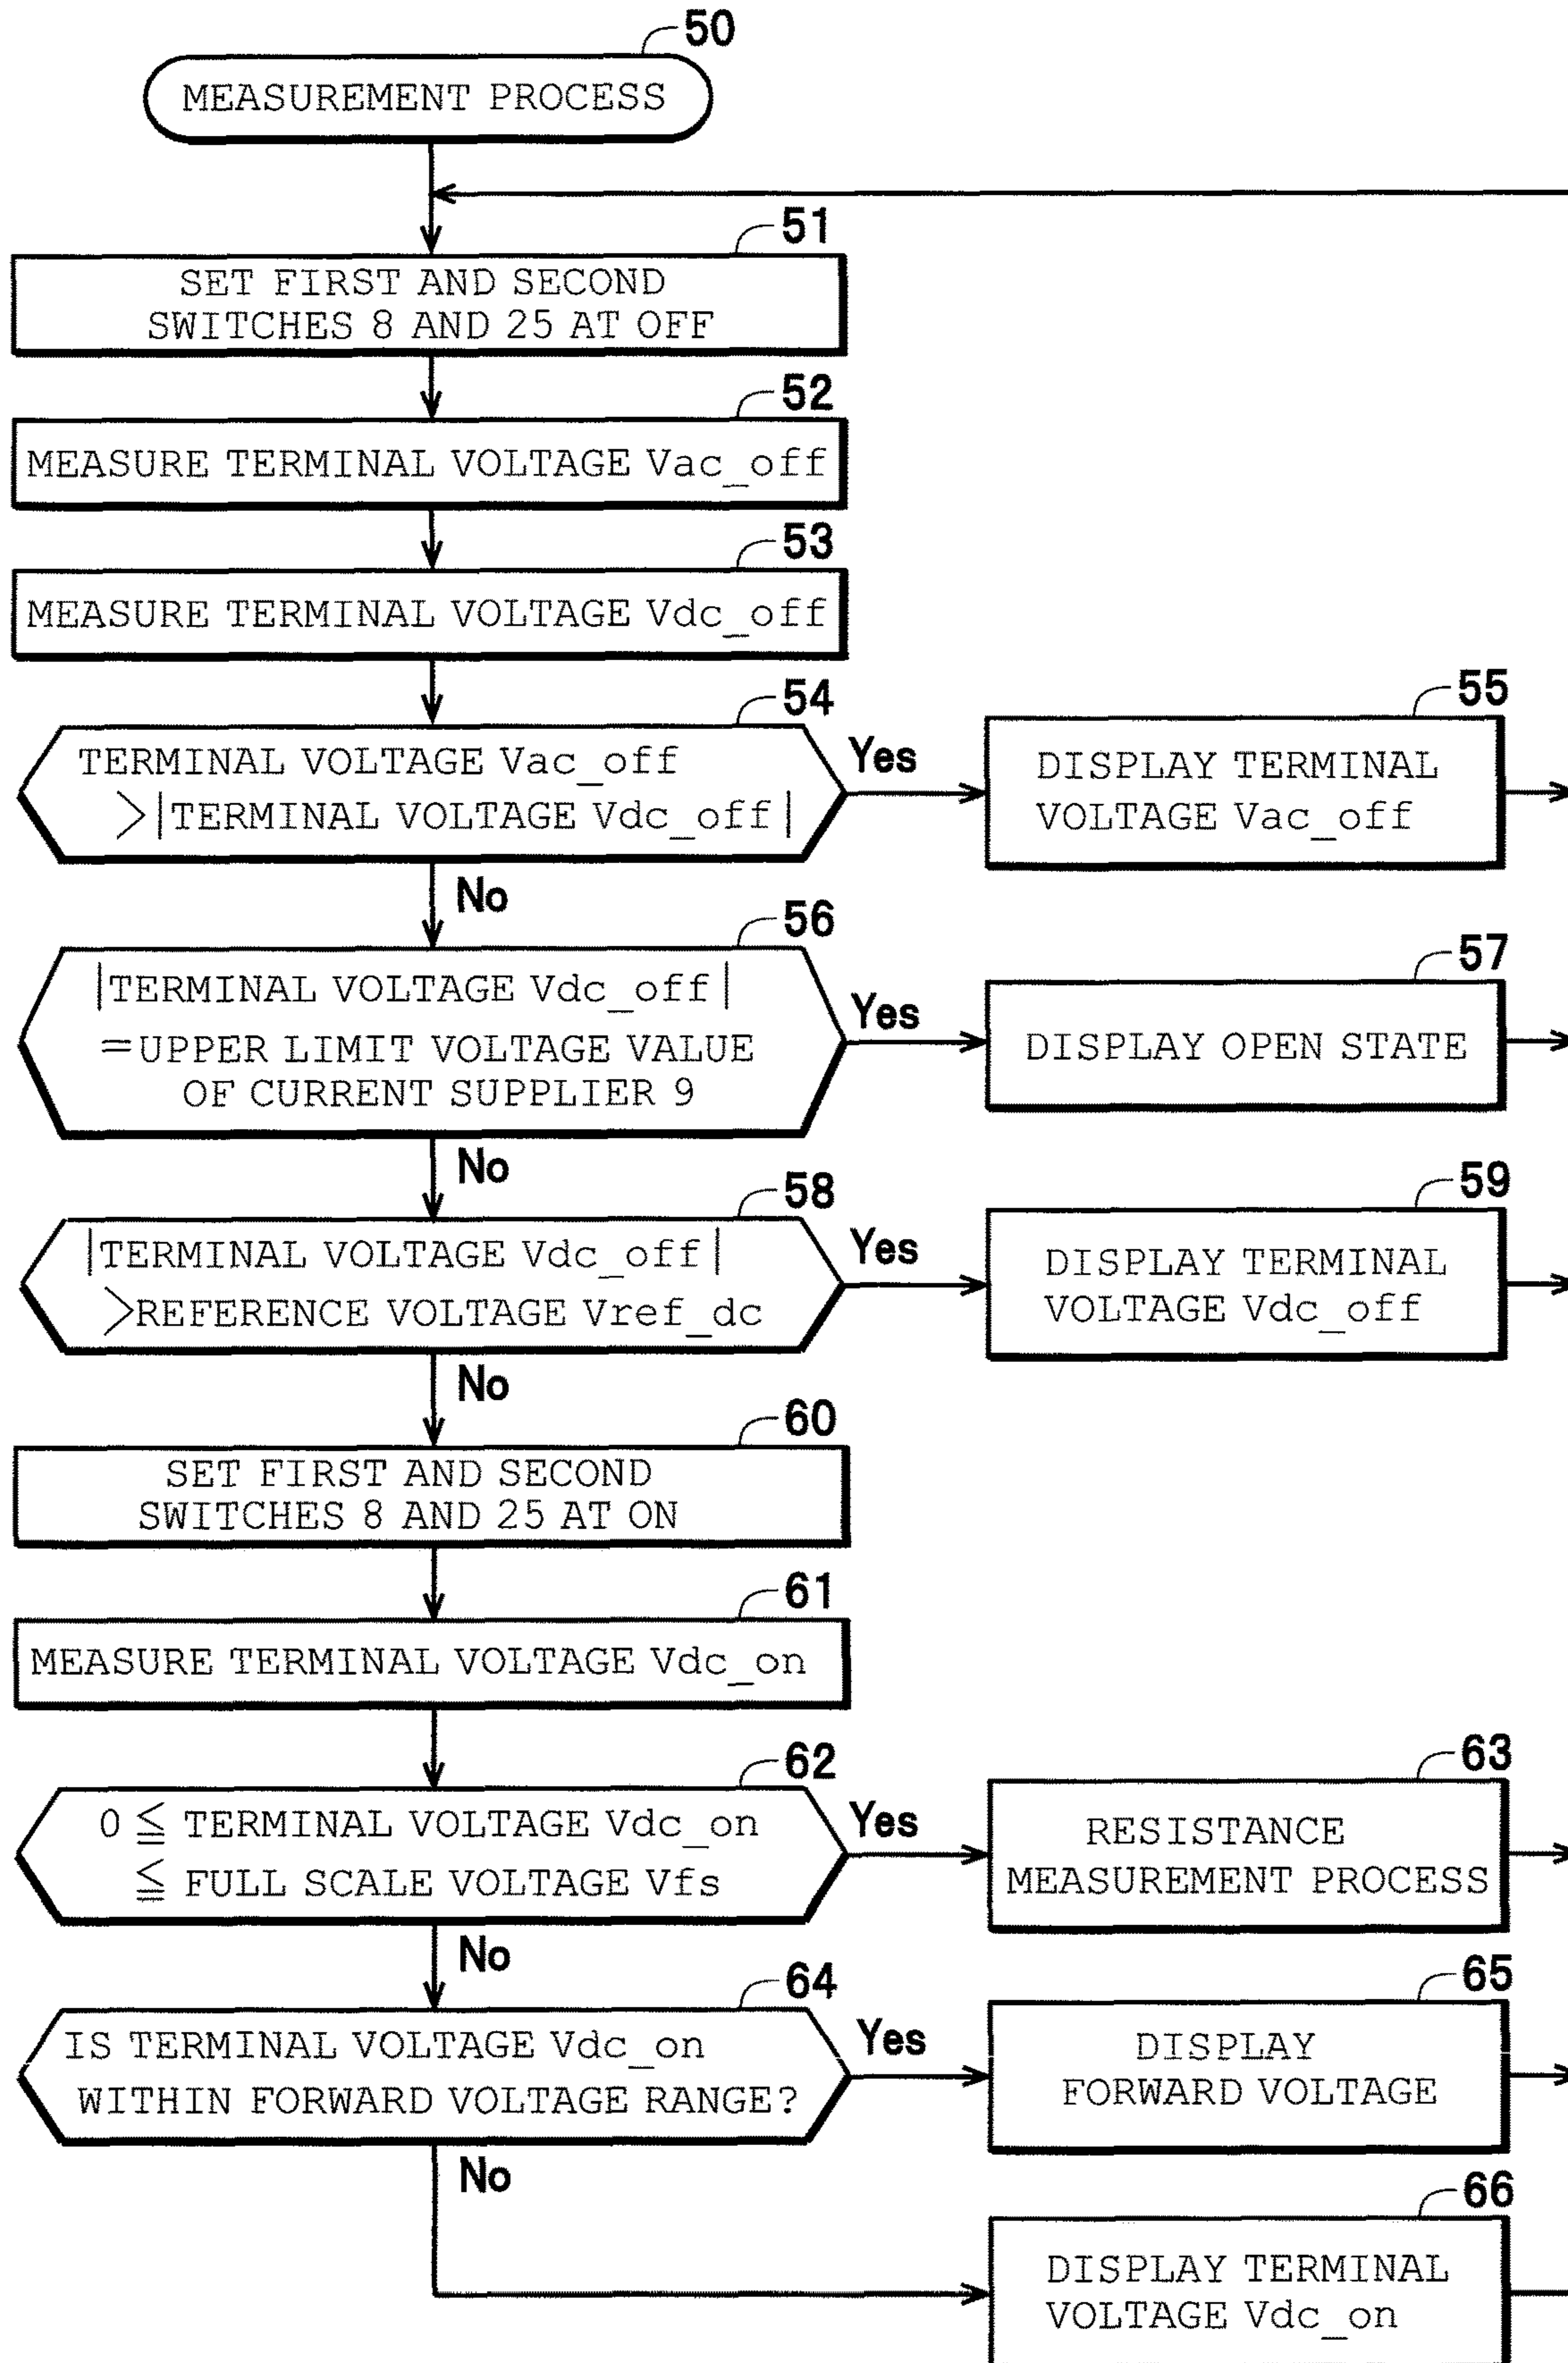 50
MEASUREMENT PROCESS
51
SET FIRST AND SECOND
SWITCHES 8 AND 25 AT OFF
52
MEASURE TERMINAL VOLTAGE Vac_off
53
MEASURE TERMINAL VOLTAGE Vdc_off
54
TERMINAL VOLTAGE Vac_off
>|TERMINAL VOLTAGE Vdc_off|
Yes
55
DISPLAY TERMINAL
VOLTAGE Vac_off
No
56
|TERMINAL VOLTAGE Vdc_off|
=UPPER LIMIT VOLTAGE VALUE
OF CURRENT SUPPLIER 9
Yes
57
DISPLAY OPEN STATE
No
58
|TERMINAL VOLTAGE Vdc_off|
>REFERENCE VOLTAGE Vref_dc
Yes
59
DISPLAY TERMINAL
VOLTAGE Vdc_off
No
60
SET FIRST AND SECOND
SWITCHES 8 AND 25 AT ON
61
MEASURE TERMINAL VOLTAGE Vdc_on
62
0 ≦ TERMINAL VOLTAGE Vdc_on
≦ FULL SCALE VOLTAGE Vfs
Yes
63
RESISTANCE
MEASUREMENT PROCESS
No
64
IS TERMINAL VOLTAGE Vdc_on
WITHIN FORWARD VOLTAGE RANGE?
Yes
65
DISPLAY
FORWARD VOLTAGE
No
66
DISPLAY TERMINAL
VOLTAGE Vdc_on